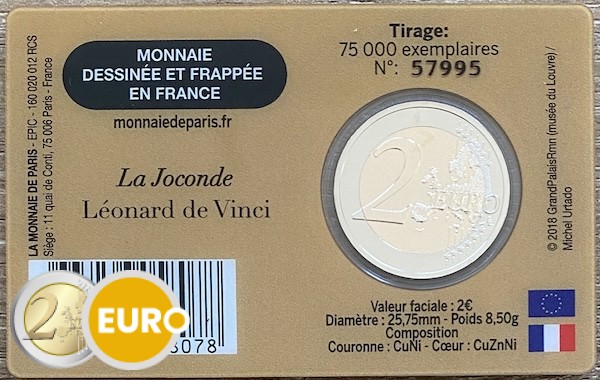 MONNAIE
DESSINÉE ET FRAPPÉE
EN FRANCE
monnaiedeparis.fr
La Joconde
Léonard de Vinci
LA MONNAIE DE PARIS - EPIC - 160 020 012 RCS
Siège : 11 quai de Conti, 75 006 Paris - France
Tirage:
75 000 exemplaires
N°: 57995
2 EURO
© 2018 GrandPalaisRmn (musée du Louvre) /
Michel Urtado
Valeur faciale : 2€
Diamètre : 25,75mm - Poids 8,50g
Composition
Couronne : CuNi - Cœur : CuZnNi
2
EURO
8078